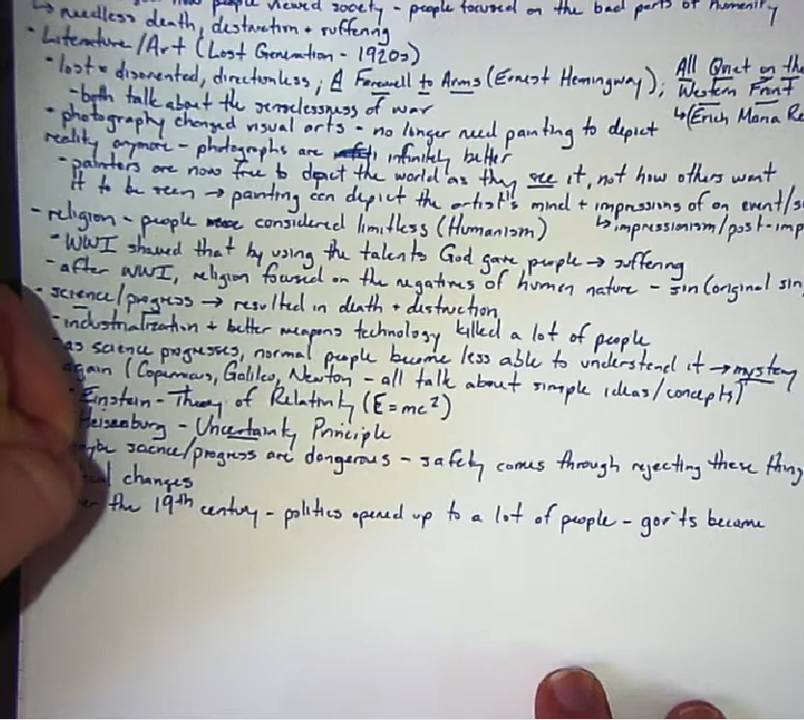 people viewed society - people focused on the bad parts of humanity
↳ needless death, destruction + suffering
- Literature/Art (Lost Generation - 1920s)
- lost = disoriented, directionless; A Farewell to Arms (Ernest Hemingway); All Quiet on the
Western Front
- both talk about the senselessness of war
↳ (Erich Maria Re
- photography changed visual arts - no longer need painting to depict
reality anymore - photographs are infinitely better
- painters are now free to depict the world as they see it, not how others want
it to be seen → painting can depict the artist's mind + impressions of an event/s
↳ impressionism/post-imp
- religion - people considered limitless (Humanism)
- WWI showed that by using the talents God gave people → suffering
- after WWI, religion focused on the negatives of human nature - sin (original sin
- science/progress → resulted in death + destruction
- industrialization + better weapons technology killed a lot of people
- as science progresses, normal people become less able to understand it → mystery
again (Copernicus, Galileo, Newton - all talk about simple ideas/concepts)
- Einstein - Theory of Relativity (E=mc²)
Heisenburg - Uncertainty Principle
science/progress are dangerous - safety comes through rejecting these thing
changes
the 19th century - politics opened up to a lot of people - gov'ts became